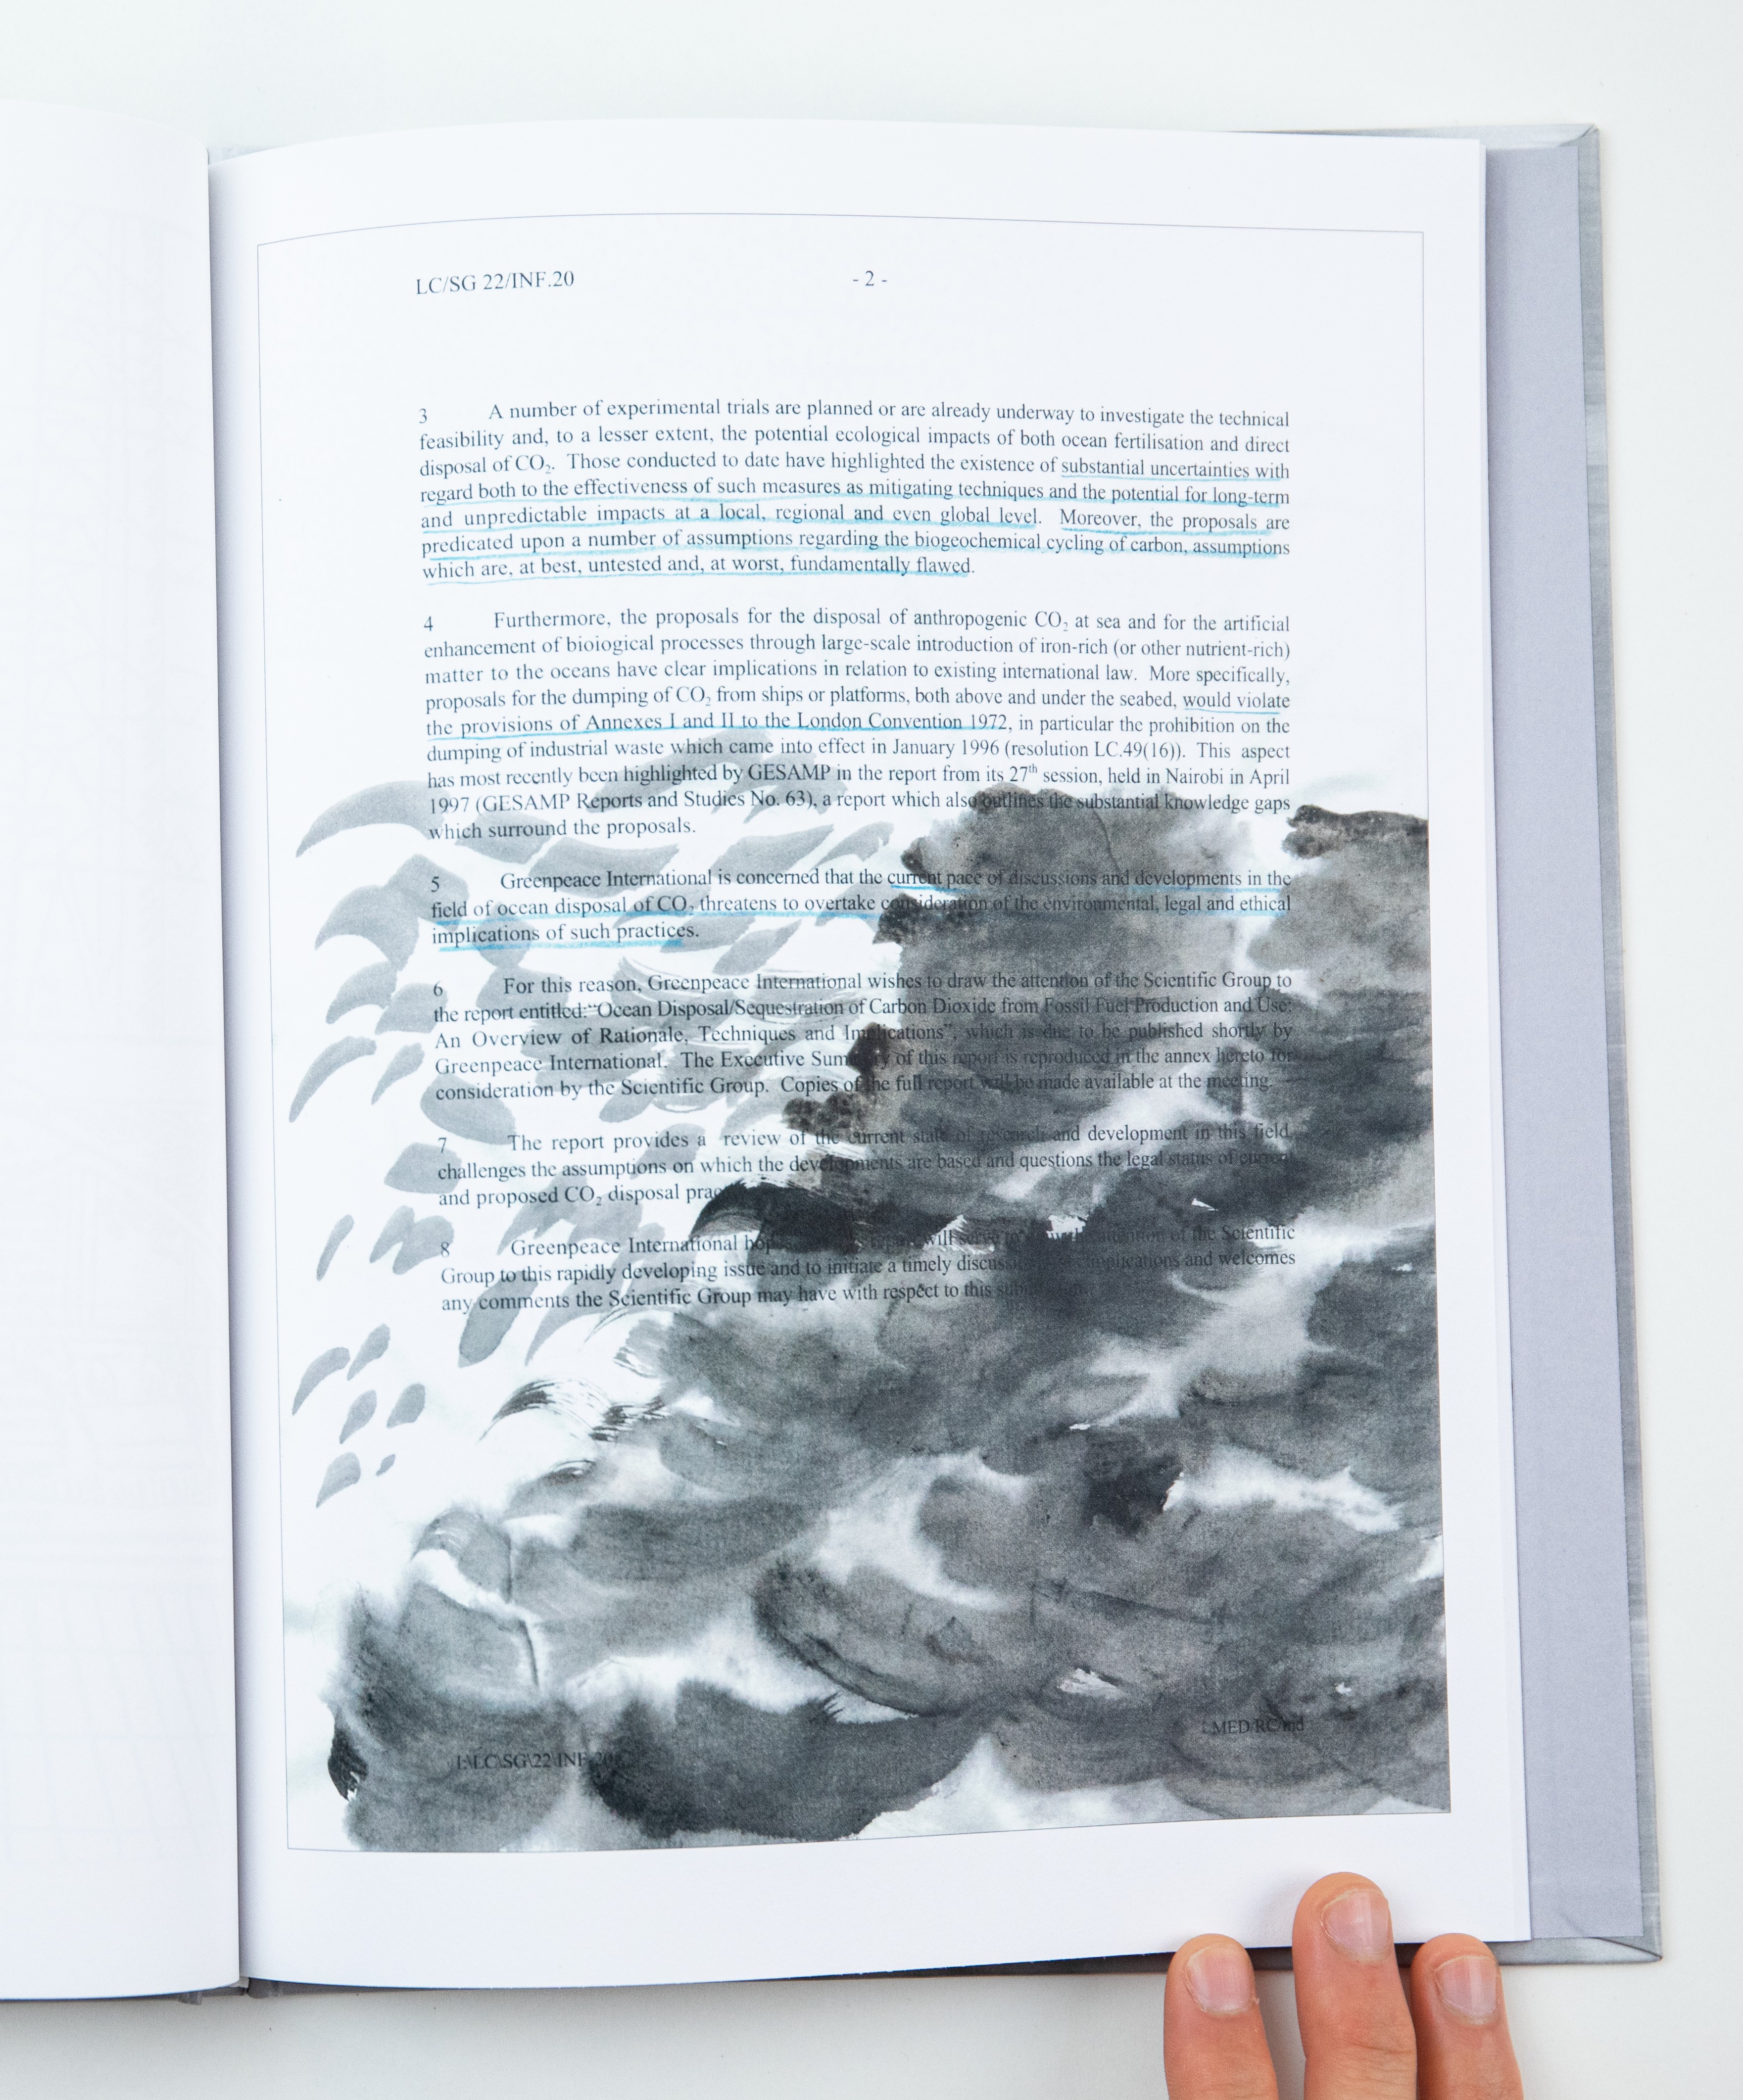 LC/SG 22/INF.20
- 2 -
3 A number of experimental trials are planned or are already underway to investigate the technical
feasibility and, to a lesser extent, the potential ecological impacts of both ocean fertilisation and direct
disposal of CO₂. Those conducted to date have highlighted the existence of substantial uncertainties with
regard both to the effectiveness of such measures as mitigating techniques and the potential for long-term
and unpredictable impacts at a local, regional and even global level. Moreover, the proposals are
predicated upon a number of assumptions regarding the biogeochemical cycling of carbon, assumptions
which are, at best, untested and, at worst, fundamentally flawed.
4 Furthermore, the proposals for the disposal of anthropogenic CO₂ at sea and for the artificial
enhancement of bioiogical processes through large-scale introduction of iron-rich (or other nutrient-rich)
matter to the oceans have clear implications in relation to existing international law. More specifically,
proposals for the dumping of CO₂ from ships or platforms, both above and under the seabed, would violate
the provisions of Annexes I and II to the London Convention 1972, in particular the prohibition on the
dumping of industrial waste which came into effect in January 1996 (resolution LC.49(16)). This aspect
has most recently been highlighted by GESAMP in the report from its 27th session, held in Nairobi in April
1997 (GESAMP Reports and Studies No. 63), a report which also outlines the substantial knowledge gaps
which surround the proposals.
5 Greenpeace International is concerned that the current pace of discussions and developments in the
field of ocean disposal of CO₂ threatens to overtake consideration of the environmental, legal and ethical
implications of such practices.
6 For this reason, Greenpeace International wishes to draw the attention of the Scientific Group to
the report entitled:"Ocean Disposal/Sequestration of Carbon Dioxide from Fossil Fuel Production and Use:
An Overview of Rationale, Techniques and Implications", which is due to be published shortly by
Greenpeace International. The Executive Summary of this report is reproduced in the annex hereto for
consideration by the Scientific Group. Copies of the full report will be made available at the meeting.
7 The report provides a review of the current state of research and development in this field,
challenges the assumptions on which the developments are based and questions the legal status of current
and proposed CO₂ disposal
8 Greenpeace International will serve to attention of the Scientific
Group to this rapidly developing issue and to initiate a timely implications and welcomes
any comments the Scientific Group may have with respect to this
I:\LC\SG\22\INF-20
MED/RC/md